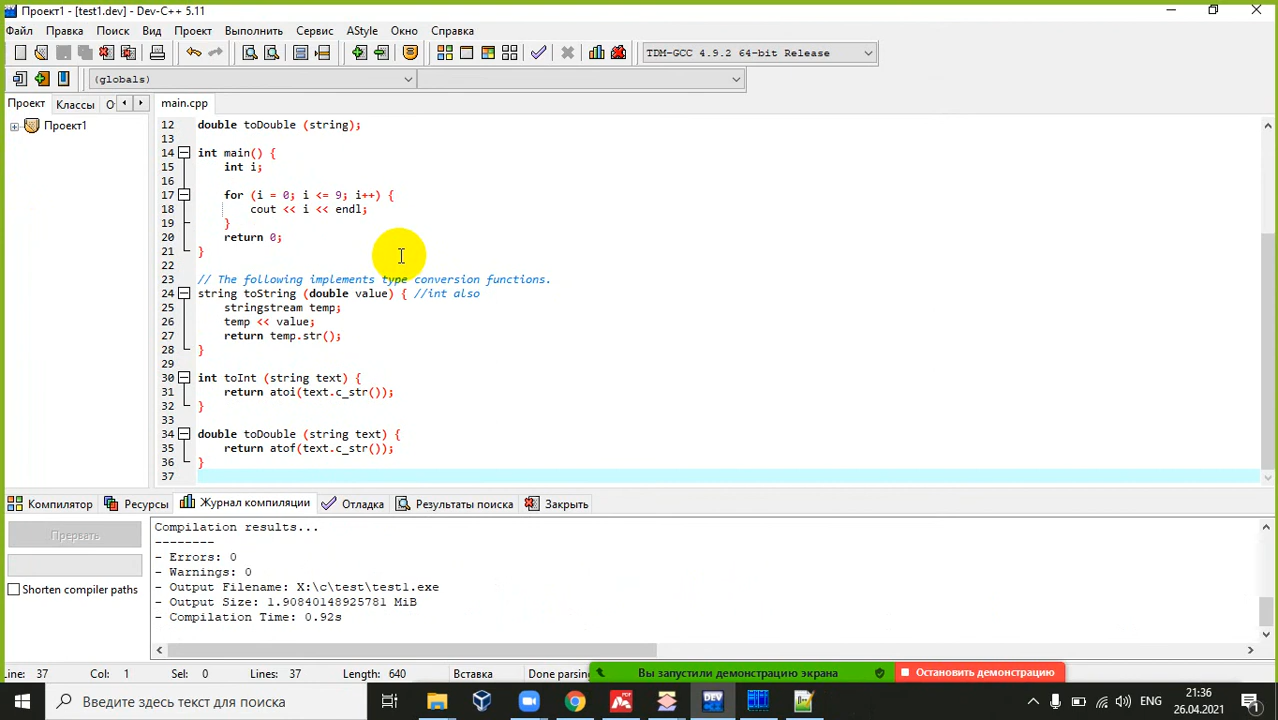 Проект1 - [test1.dev] - Dev-C++ 5.11
Файл Правка Поиск Вид Проект Выполнить Сервис AStyle Окно Справка
TDM-GCC 4.9.2 64-bit Release
(globals)
Проект Классы О main.cpp
Проект1
12 double toDouble (string);
13
14 int main() {
15 int i;
16
17 for (i = 0; i <= 9; i++) {
18 cout << i << endl;
19 }
20 return 0;
21 }
22
23 // The following implements type conversion functions.
24 string toString (double value) { //int also
25 stringstream temp;
26 temp << value;
27 return temp.str();
28 }
29
30 int toInt (string text) {
31 return atoi(text.c_str());
32 }
33
34 double toDouble (string text) {
35 return atof(text.c_str());
36 }
37
Компилятор Ресурсы Журнал компиляции Отладка Результаты поиска Закрыть
Прервать
Shorten compiler paths
Compilation results...
--------
- Errors: 0
- Warnings: 0
- Output Filename: X:\c\test\test1.exe
- Output Size: 1.90840148925781 MiB
- Compilation Time: 0.92s
Line: 37 Col: 1 Sel: 0 Lines: 37 Length: 640 Вставка Done parsing
Вы запустили демонстрацию экрана Остановить демонстрацию
Введите здесь текст для поиска
DEV
ENG
21:36
26.04.2021
1